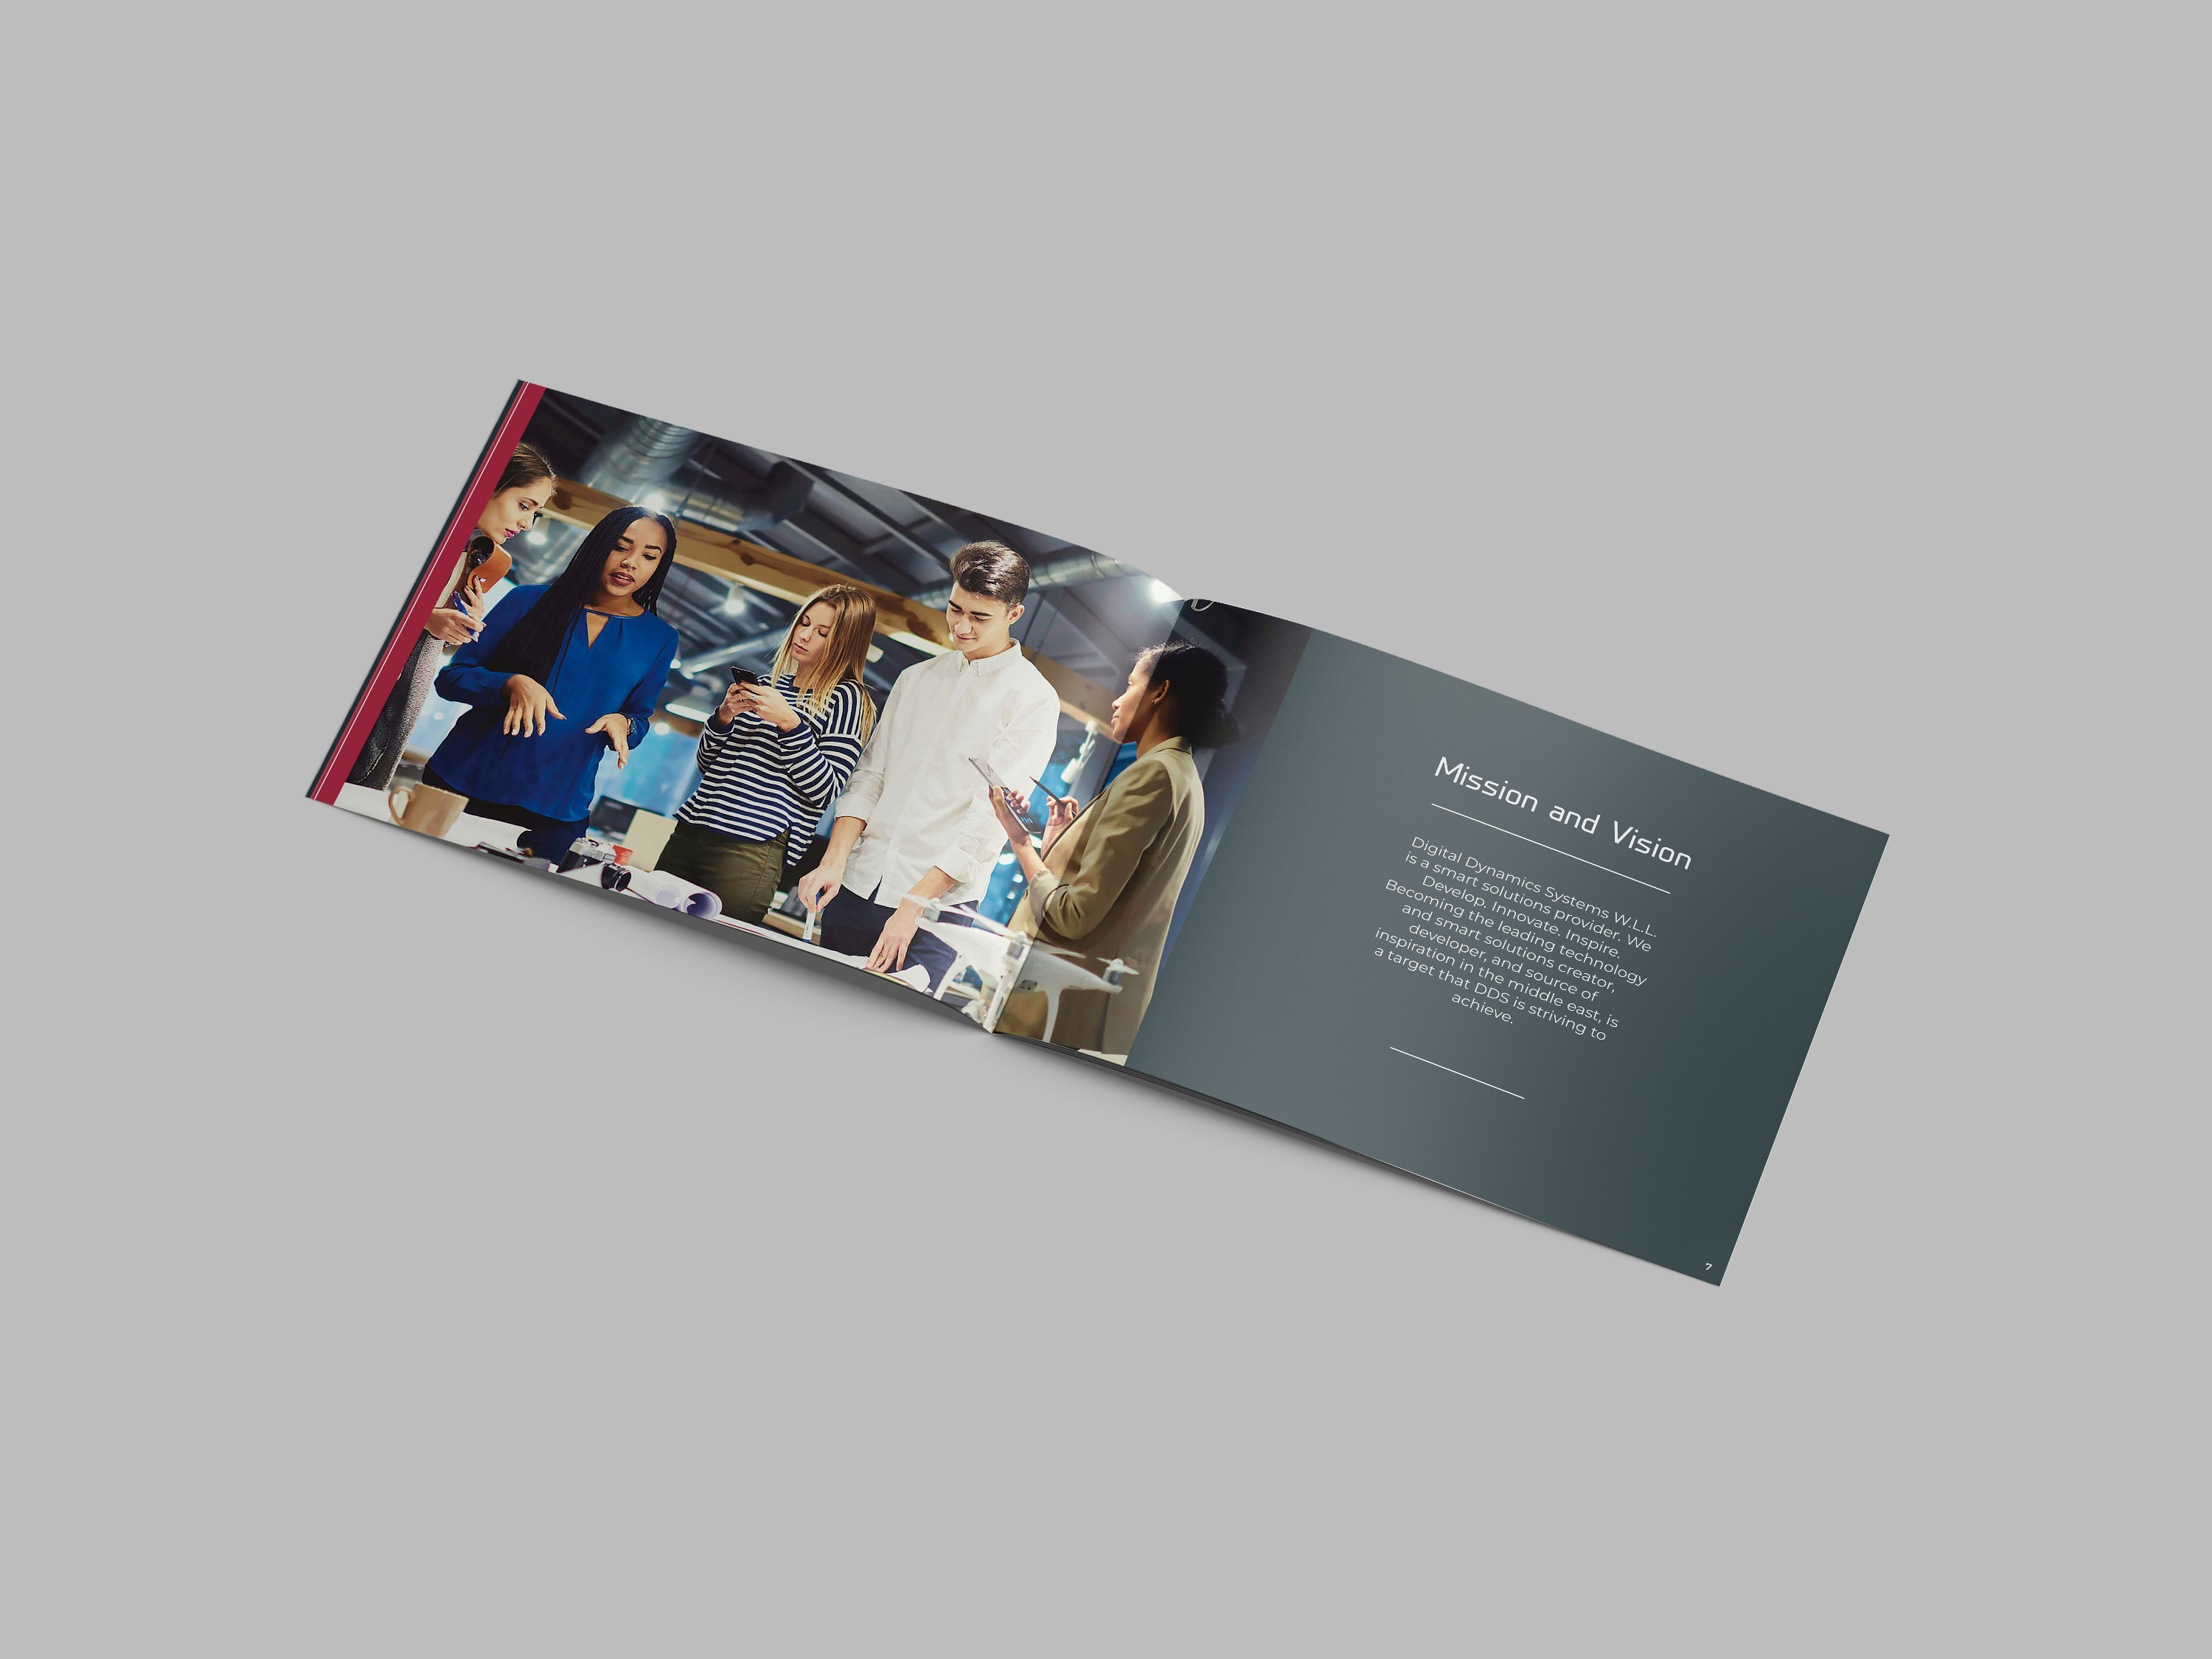 Mission and Vision
Digital Dynamics Systems W.L.L.
is a smart solutions provider. We
Develop. Innovate. Inspire.
Becoming the leading technology
and smart solutions creator,
developer, and source of
inspiration in the middle east, is
a target that DDS is striving to
achieve.
7